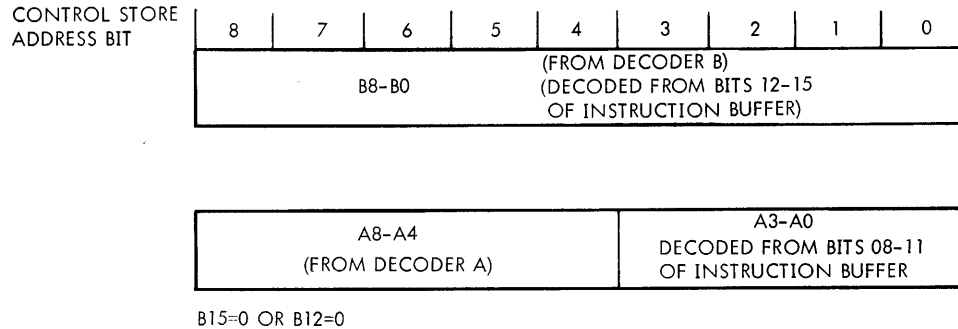 CONTROL STORE
ADDRESS BIT
8 7 6 5 4 3 2 1 0
(FROM DECODER B)
B8-B0 (DECODED FROM BITS 12-15
OF INSTRUCTION BUFFER)
A8-A4
(FROM DECODER A)
A3-A0
DECODED FROM BITS 08-11
OF INSTRUCTION BUFFER
B15=0 OR B12=0